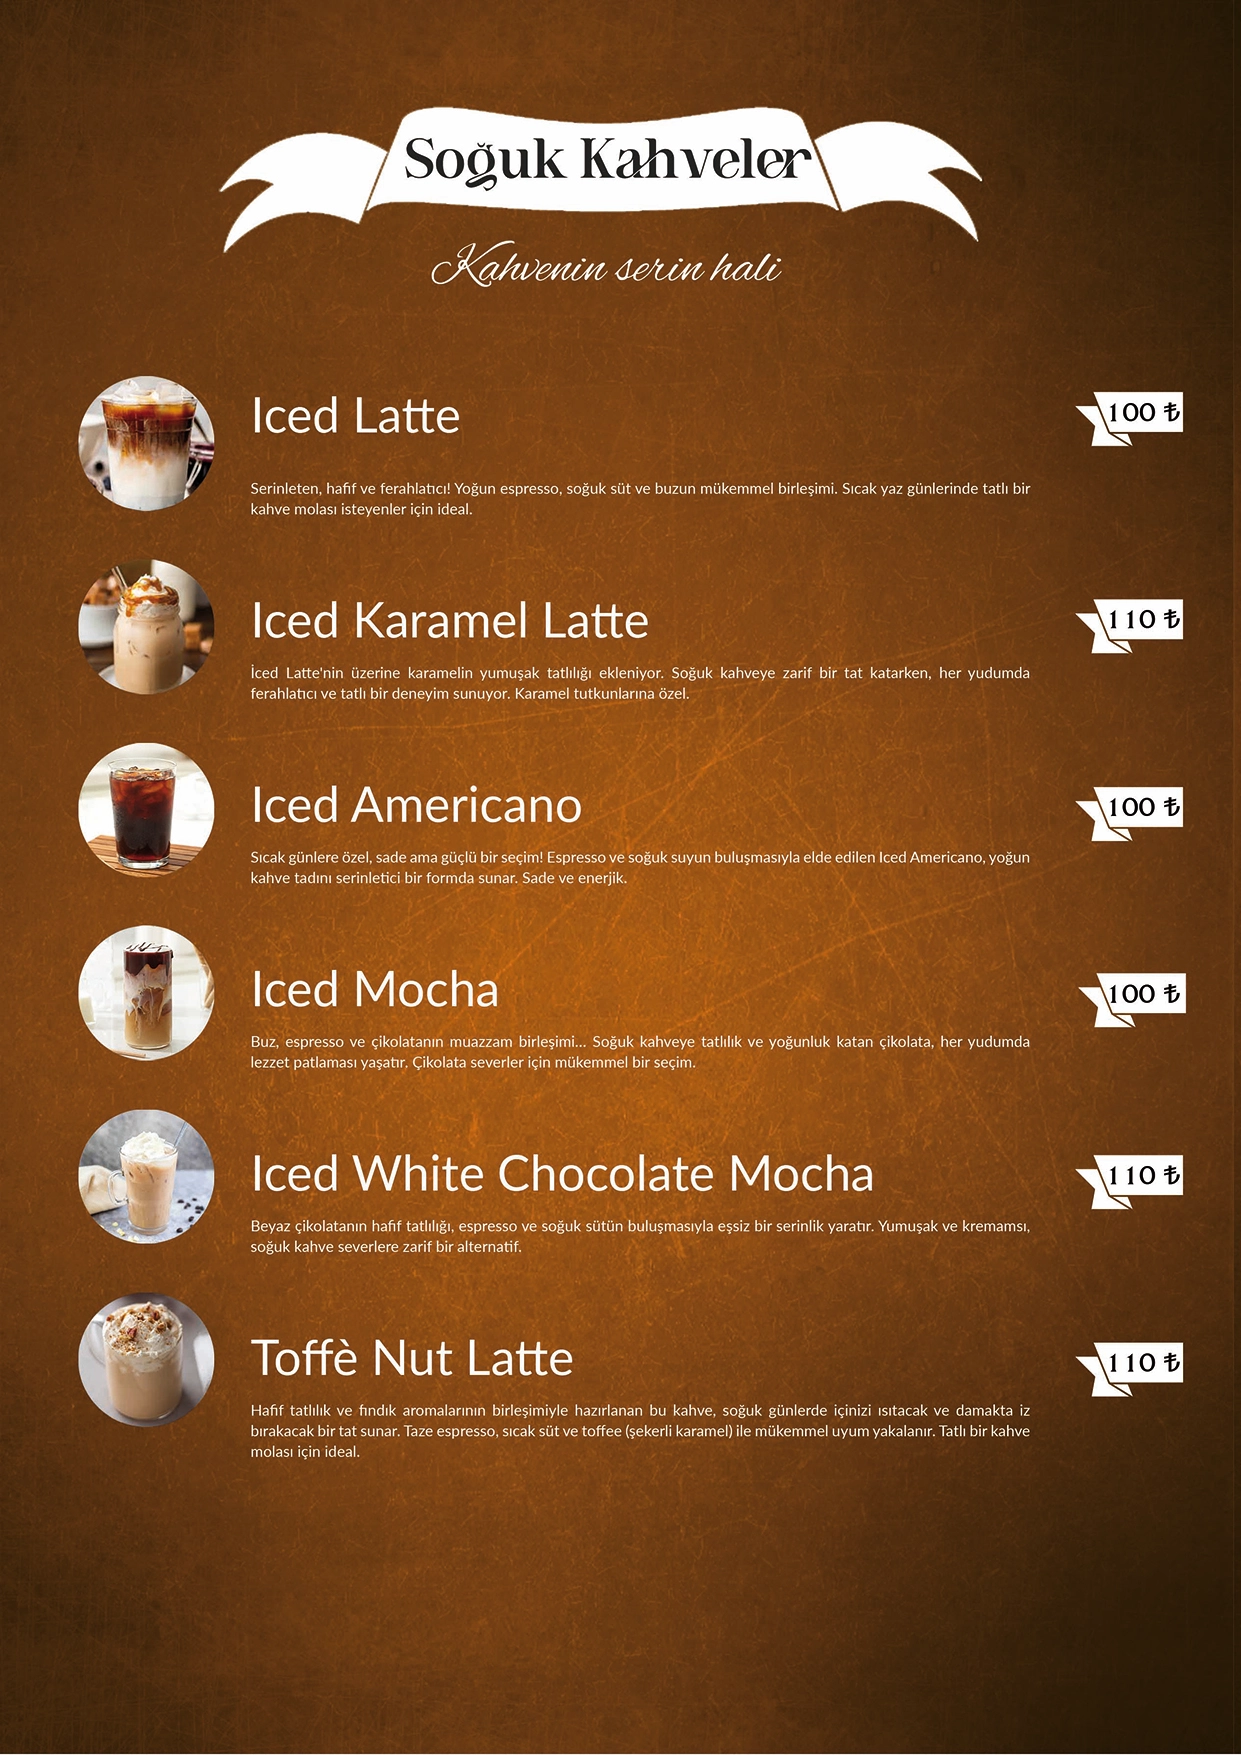 Soğuk Kahveler
Kahvenin serin hali
Iced Latte
100 ₺
Serinleten, hafif ve ferahlatıcı! Yoğun espresso, soğuk süt ve buzun mükemmel birleşimi. Sıcak yaz günlerinde tatlı bir
kahve molası isteyenler için ideal.
Iced Karamel Latte
110 ₺
İced Latte'nin üzerine karamelin yumuşak tatlılığı ekleniyor. Soğuk kahveye zarif bir tat katarken, her yudumda
ferahlatıcı ve tatlı bir deneyim sunuyor. Karamel tutkunlarına özel.
Iced Americano
100 ₺
Sıcak günlere özel, sade ama güçlü bir seçim! Espresso ve soğuk suyun buluşmasıyla elde edilen Iced Americano, yoğun
kahve tadını serinletici bir formda sunar. Sade ve enerjik.
Iced Mocha
100 ₺
Buz, espresso ve çikolatanın muazzam birleşimi... Soğuk kahveye tatlılık ve yoğunluk katan çikolata, her yudumda
lezzet patlaması yaşatır. Çikolata severler için mükemmel bir seçim.
Iced White Chocolate Mocha
110 ₺
Beyaz çikolatanın hafif tatlılığı, espresso ve soğuk sütün buluşmasıyla eşsiz bir serinlik yaratır. Yumuşak ve kremamsı,
soğuk kahve severlere zarif bir alternatif.
Toffè Nut Latte
110 ₺
Hafif tatlılık ve fındık aromalarının birleşimiyle hazırlanan bu kahve, soğuk günlerde içinizi ısıtacak ve damakta iz
bırakacak bir tat sunar. Taze espresso, sıcak süt ve toffee (şekerli karamel) ile mükemmel uyum yakalanır. Tatlı bir kahve
molası için ideal.